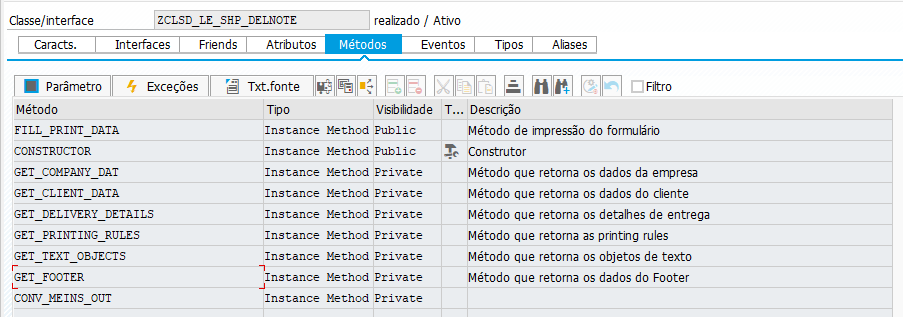 Classe/interface ZCLSD_LE_SHP_DELNOTE realizado / Ativo
Caracts. Interfaces Friends Atributos Métodos Eventos Tipos Aliases
Parâmetro Exceções Txt.fonte Filtro
Método Tipo Visibilidade T... Descrição
FILL_PRINT_DATA Instance Method Public Método de impressão do formulário
CONSTRUCTOR Instance Method Public Construtor
GET_COMPANY_DAT Instance Method Private Método que retorna os dados da empresa
GET_CLIENT_DATA Instance Method Private Método que retorna os dados do cliente
GET_DELIVERY_DETAILS Instance Method Private Método que retorna os detalhes de entrega
GET_PRINTING_RULES Instance Method Private Método que retorna as printing rules
GET_TEXT_OBJECTS Instance Method Private Método que retorna os objetos de texto
GET_FOOTER Instance Method Private Método que retorna os dados do Footer
CONV_MEINS_OUT Instance Method Private